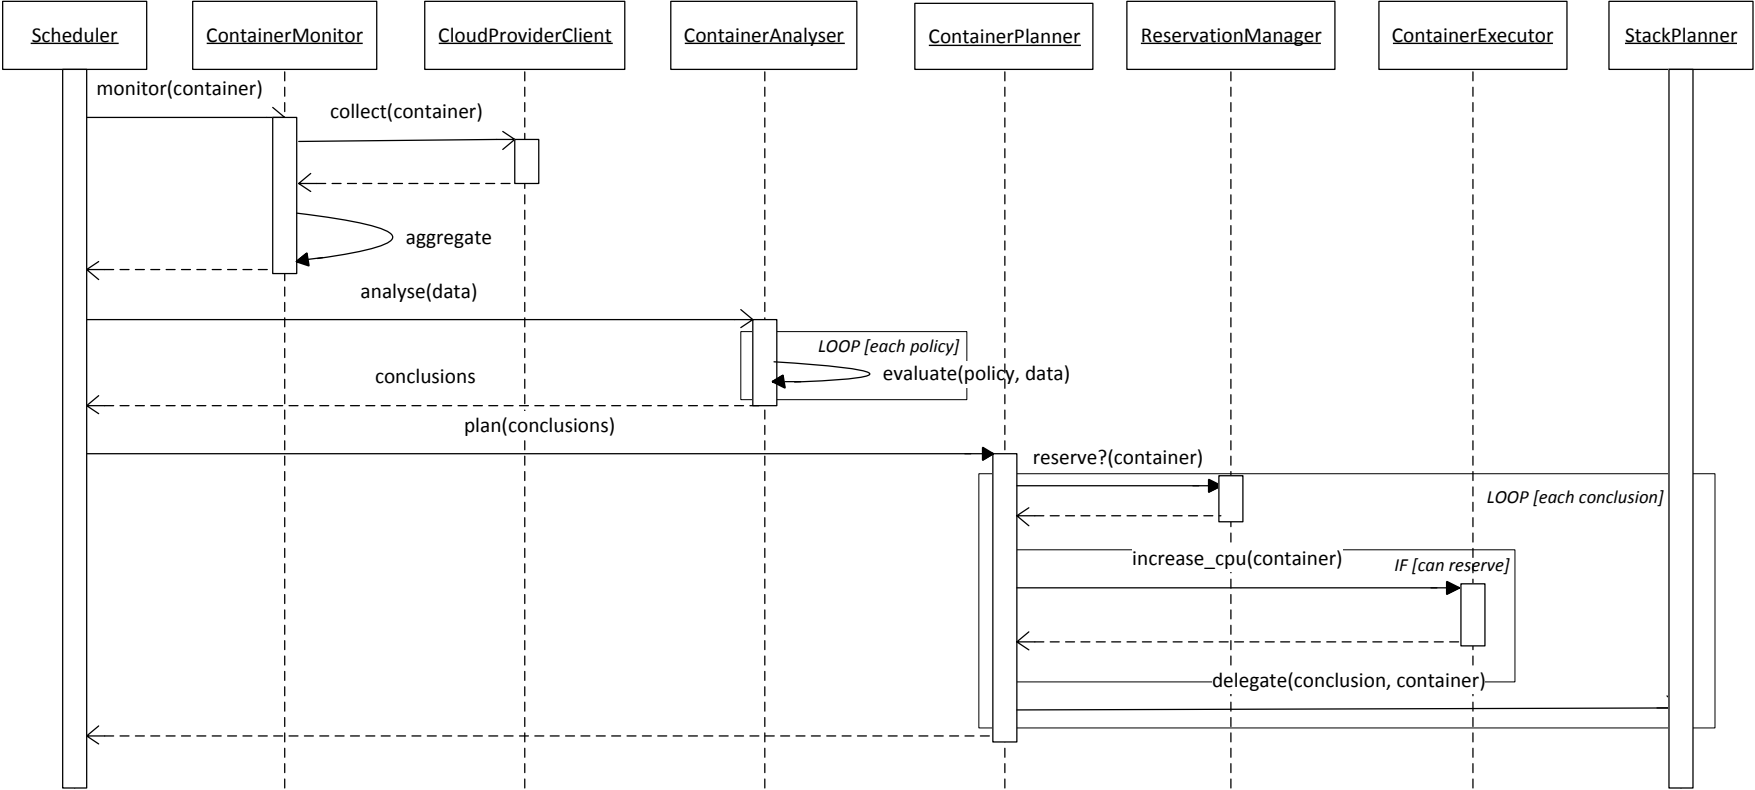 Scheduler
ContainerMonitor
CloudProviderClient
ContainerAnalyser
ContainerPlanner
ReservationManager
ContainerExecutor
StackPlanner
monitor(container)
collect(container)
aggregate
analyse(data)
LOOP [each policy]
evaluate(policy, data)
conclusions
plan(conclusions)
reserve?(container)
LOOP [each conclusion]
increase_cpu(container)
IF [can reserve]
delegate(conclusion, container)